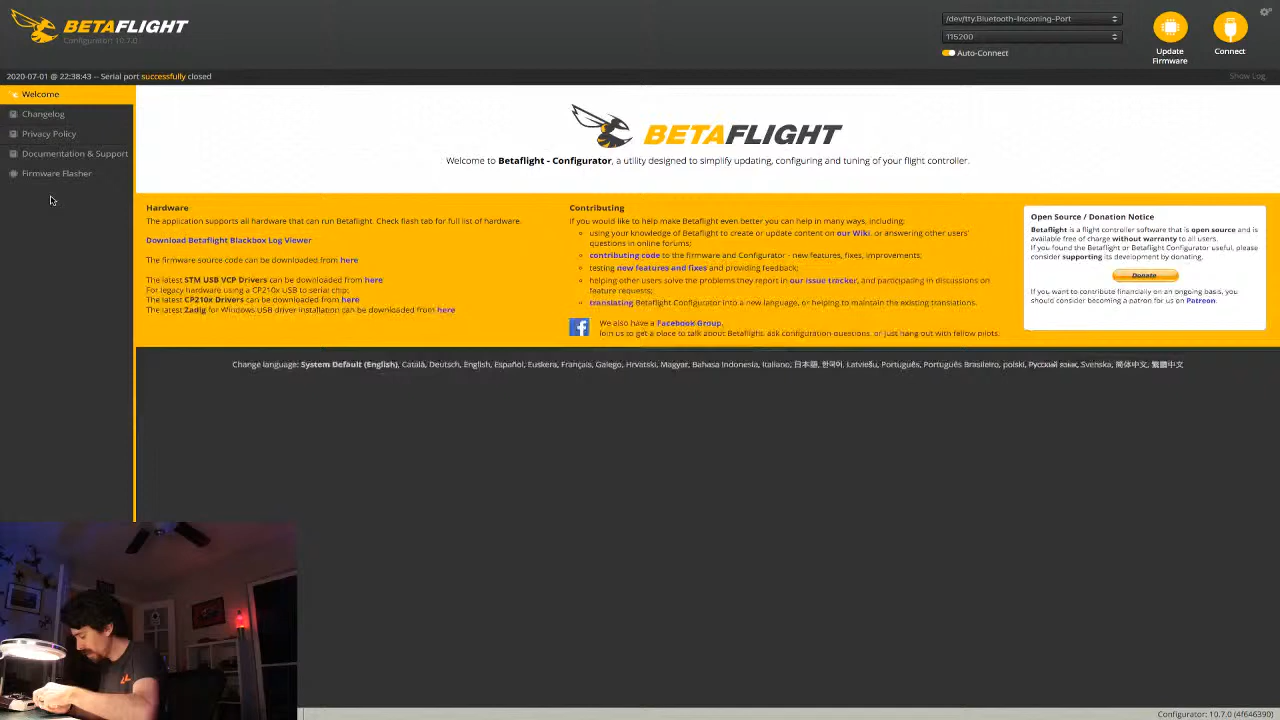 BETAFLIGHT
Configurator 10.7.0
/dev/tty.Bluetooth-Incoming-Port
115200
Auto-Connect
Update
Firmware
Connect
2020-07-01 @ 22:38:43 -- Serial port successfully closed
Show Log
Welcome
Changelog
Privacy Policy
Documentation & Support
Firmware Flasher
BETAFLIGHT
Welcome to Betaflight - Configurator, a utility designed to simplify updating, configuring and tuning of your flight controller.
Hardware
The application supports all hardware that can run Betaflight. Check flash tab for full list of hardware.
Download Betaflight Blackbox Log Viewer
The firmware source code can be downloaded from here
The latest STM USB VCP Drivers can be downloaded from here
For legacy hardware using a CP210x USB to serial chip:
The latest CP210x Drivers can be downloaded from here
The latest Zadig for Windows USB driver installation can be downloaded from here
Contributing
If you would like to help make Betaflight even better you can help in many ways, including:
using your knowledge of Betaflight to create or update content on our Wiki, or answering other users'
questions in online forums;
contributing code to the firmware and Configurator - new features, fixes, improvements;
testing new features and fixes and providing feedback;
helping other users solve the problems they report in our issue tracker, and participating in discussions on
feature requests;
translating Betaflight Configurator into a new language, or helping to maintain the existing translations.
We also have a Facebook Group.
Join us to get a place to talk about Betaflight, ask configuration questions, or just hang out with fellow pilots.
Open Source / Donation Notice
Betaflight is a flight controller software that is open source and is
available free of charge without warranty to all users.
If you found the Betaflight or Betaflight Configurator useful, please
consider supporting its development by donating.
Donate
If you want to contribute financially on an ongoing basis, you
should consider becoming a patron for us on Patreon.
Change language: System Default (English), Català, Deutsch, English, Español, Euskera, Français, Galego, Hrvatski, Magyar, Bahasa Indonesia, Italiano, 日本語, 한국어, Latviešu, Português, Português Brasileiro, polski, Русский язык, Svenska, 简体中文, 繁體中文
Configurator: 10.7.0 (4f646390)